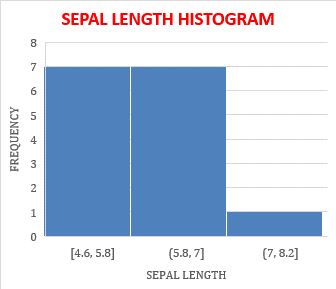 SEPAL LENGTH HISTOGRAM
8
7
6
5
4
3
2
1
0
FREQUENCY
[4.6, 5.8] (5.8, 7] (7, 8.2]
SEPAL LENGTH